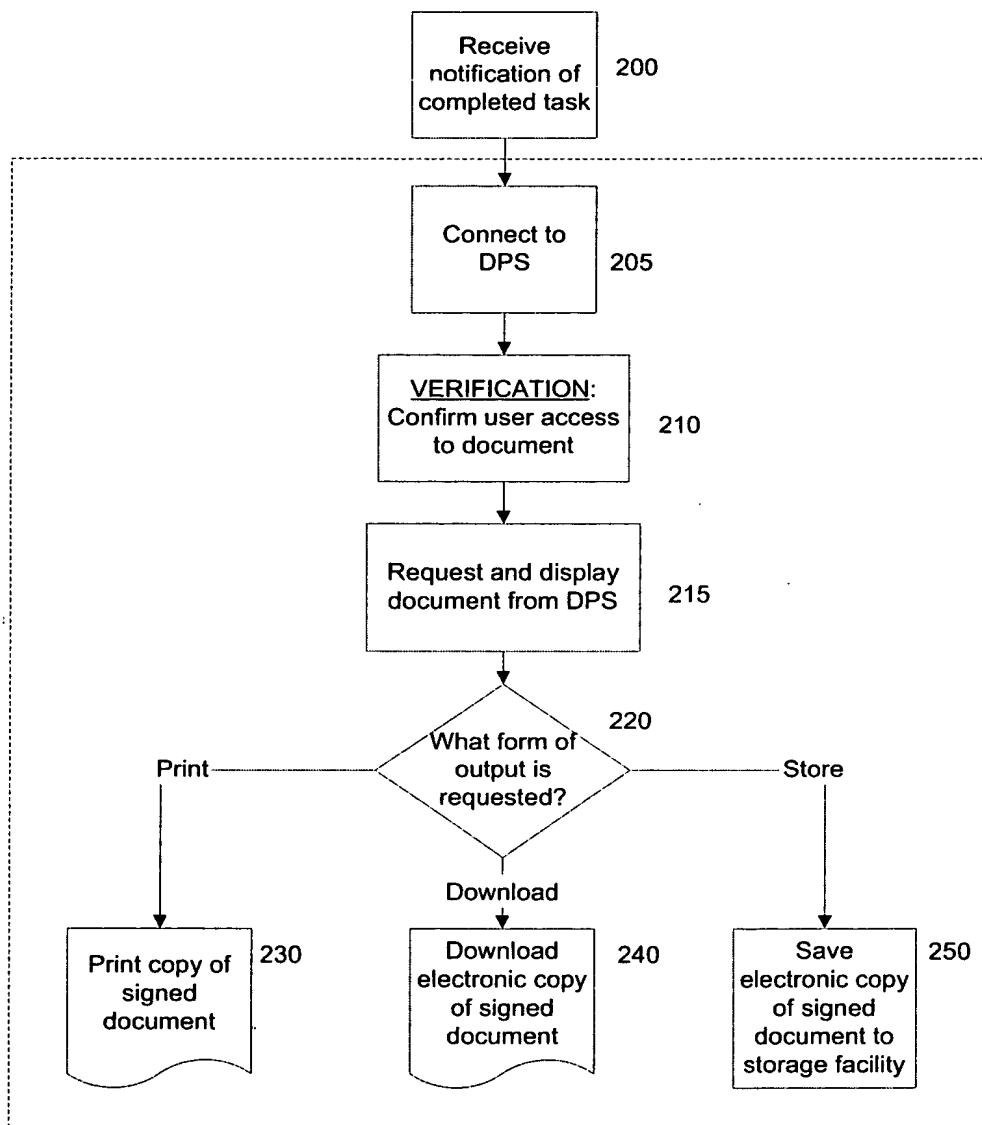 Receive
notification of
completed task
200
Connect to
DPS
205
VERIFICATION:
Confirm user access
to document
210
Request and display
document from DPS
215
220
What form of
output is
requested?
Print
Store
Download
Print copy of
signed
document
230
Download
electronic copy
of signed
document
240
Save
electronic copy
of signed
document to
storage facility
250